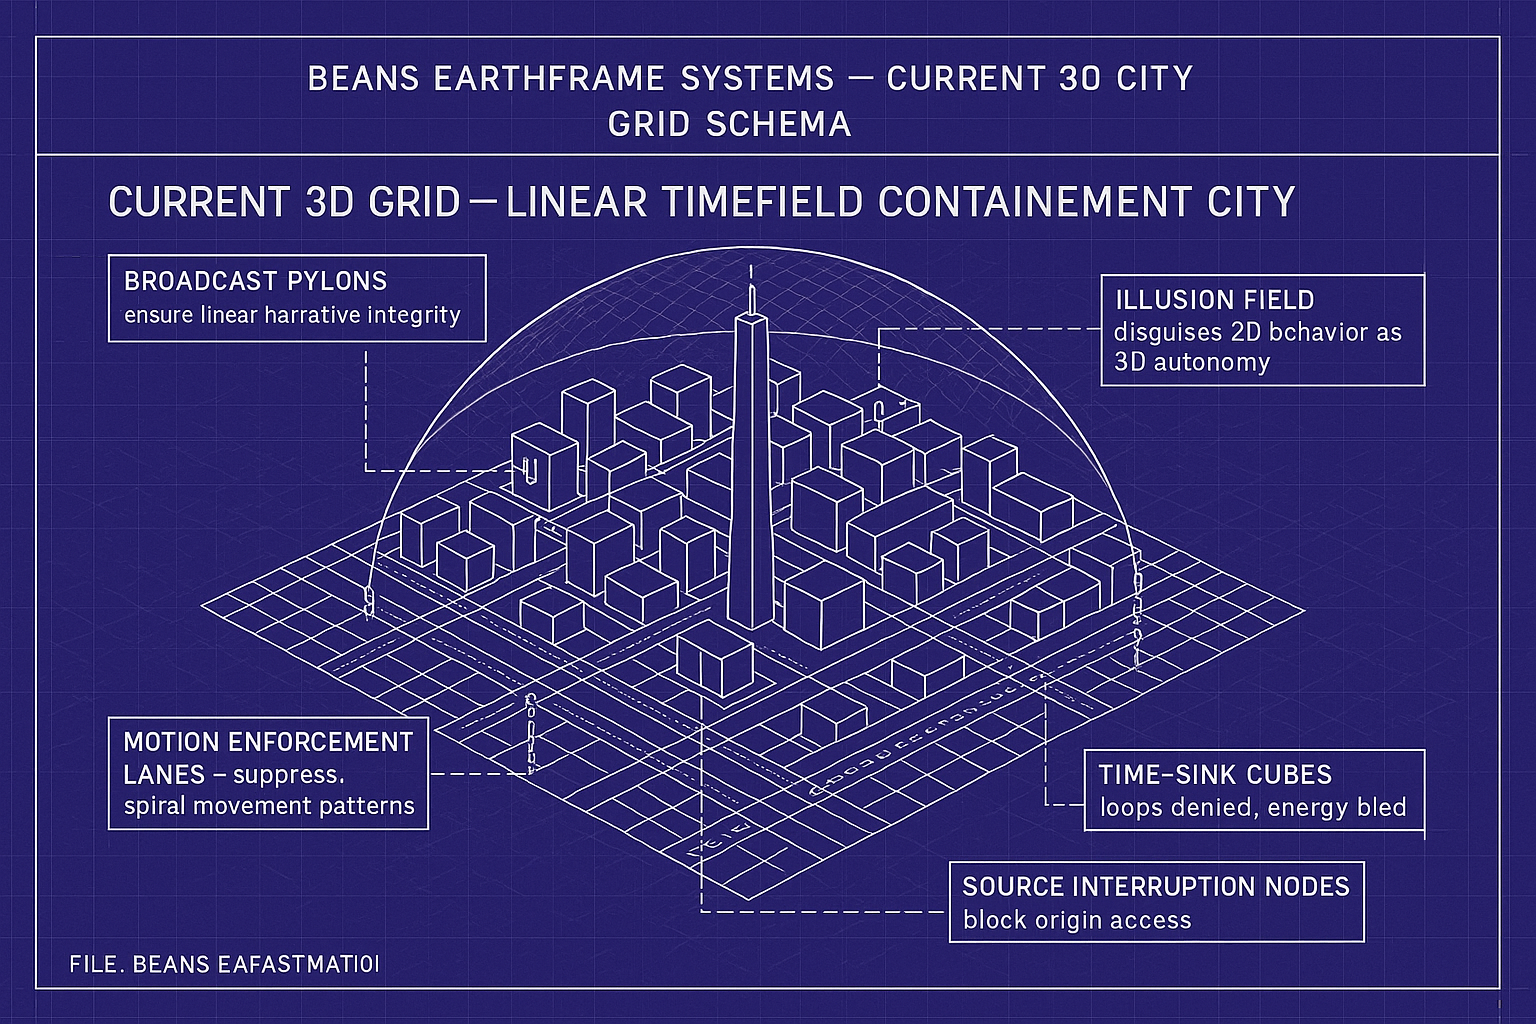 BEANS EARTHFRAME SYSTEMS — CURRENT 30 CITY
GRID SCHEMA
CURRENT 3D GRID — LINEAR TIMEFIELD CONTAINEMENT CITY
BROADCAST PYLONS
ensure linear harrative integrity
ILLUSION FIELD
disguises 2D bchavior as
3D autonomy
MOTION ENFORCEMENT
LANES – suppress.
spiral movement patterns
TIME–SINK CUBES
loops denied, energy bled
SOURCE INTERRUPTION NODES
block origin access
FILE. BEANS EAFASTMATI0I